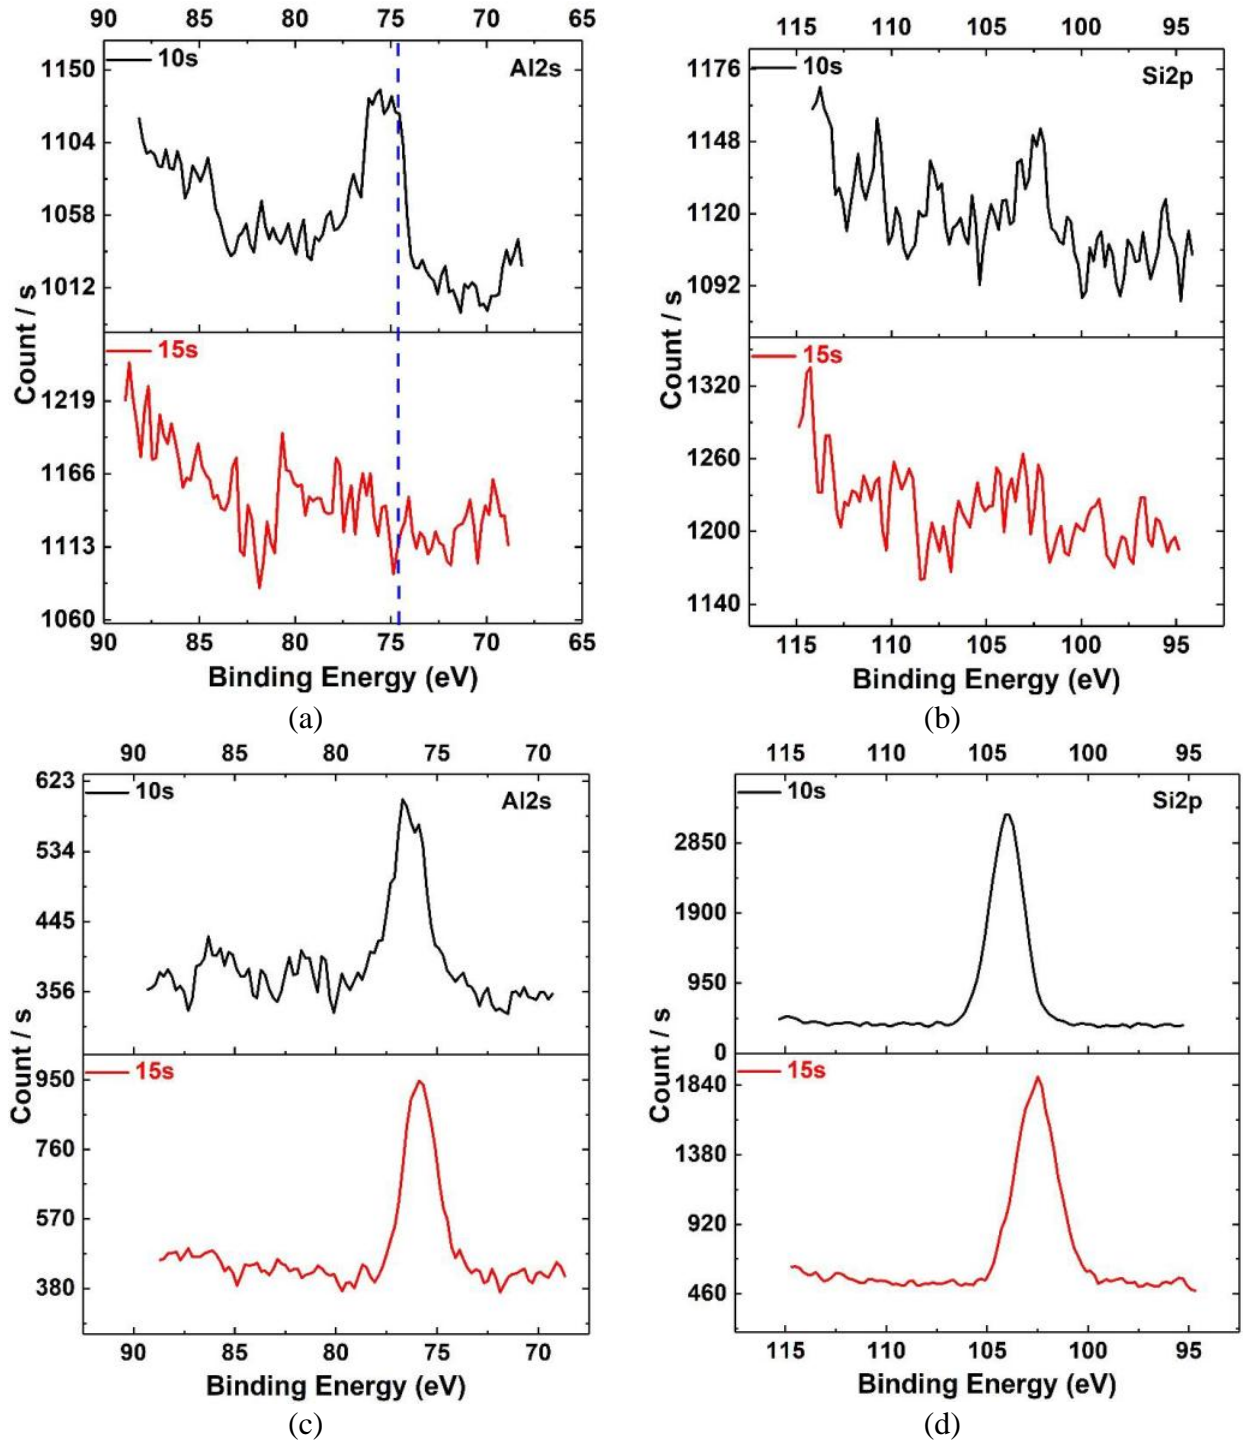 90 85 80 75 70 65
10s
Al2s
1150
1104
1058
1012
15s
1219
1166
1113
1060
Count / s
90 85 80 75 70 65
Binding Energy (eV)
(a)
115 110 105 100 95
10s
Si2p
1176
1148
1120
1092
15s
1320
1260
1200
1140
Count / s
115 110 105 100 95
Binding Energy (eV)
(b)
90 85 80 75 70
10s
Al2s
623
534
445
356
15s
950
760
570
380
Count / s
90 85 80 75 70
Binding Energy (eV)
(c)
115 110 104 100 95
10s
Si2p
2850
1900
950
0
15s
1840
1380
920
460
Count / s
115 110 105 100 95
Binding Energy (eV)
(d)